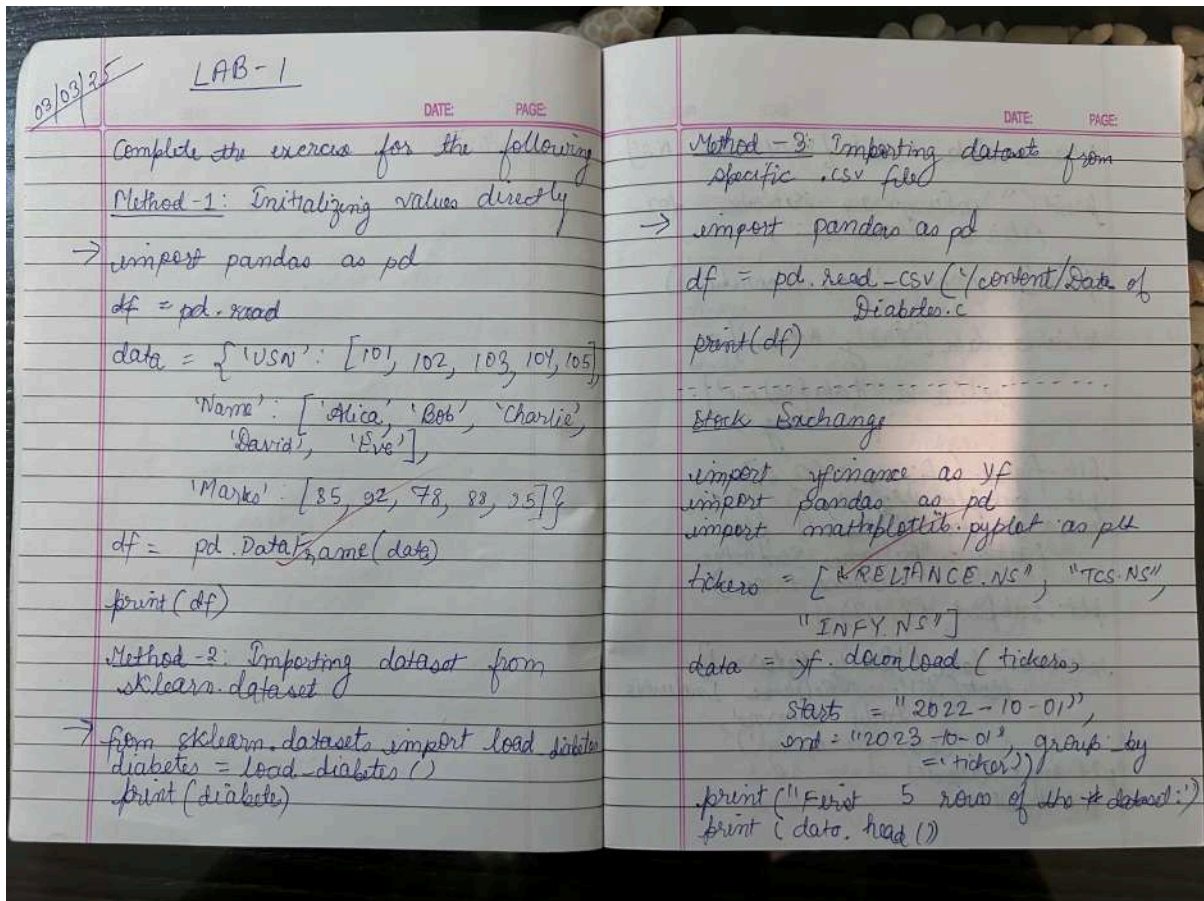 03/03/25
LAB-1
DATE: PAGE:
Complete the exercise for the following
Method-1: Initializing values directly
→ import pandas as pd
df = pd.read
data = {'USN': [101, 102, 103, 104, 105],
'Name': ['Alica', 'Bob', 'Charlie',
'David', 'Eve'],
'Marks': [85, 92, 78, 88, 95]}
df = pd.DataFrame(data)
print(df)
Method-2: Importing dataset from
sklearn.dataset
→ from sklearn.datasets import load_diabetes
diabetes = load_diabetes()
print(diabete)
DATE: PAGE:
Method-3: Importing datasets from
specific .csv file
→ import pandas as pd
df = pd.read_csv('/content/Data of
Diabetes.c
print(df)
Stock Exchange
import yfinance as yf
import pandas as pd
import mattaplotlib.pyplot as plt
tickers = ["RELIANCE.NS", "TCS.NS",
"INFY.NS"]
data = yf.download(tickers,
start = "2022-10-01",
end = "2023-10-01", group_by
='ticker')
print("First 5 rows of the dataset:")
print(data.head())